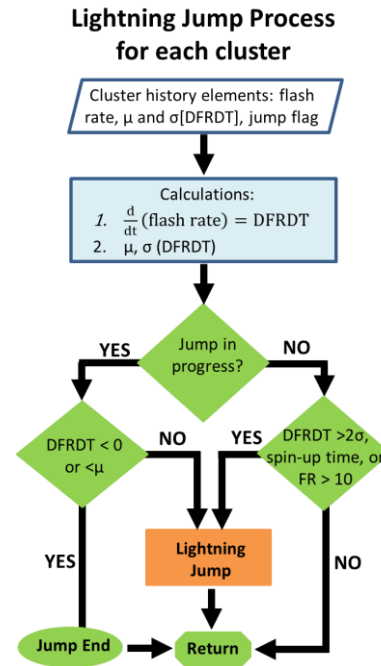 Lightning Jump Process
for each cluster
Cluster history elements: flash
rate, μ and σ[DFRDT], jump flag
Calculations:
1. d/dt (flash rate) = DFRDT
2. μ, σ (DFRDT)
YES
Jump in
progress?
NO
DFRDT < 0
or <μ
NO
YES
DFRDT >2σ,
spin-up time, or
FR > 10
Lightning
Jump
YES
NO
Jump End
Return